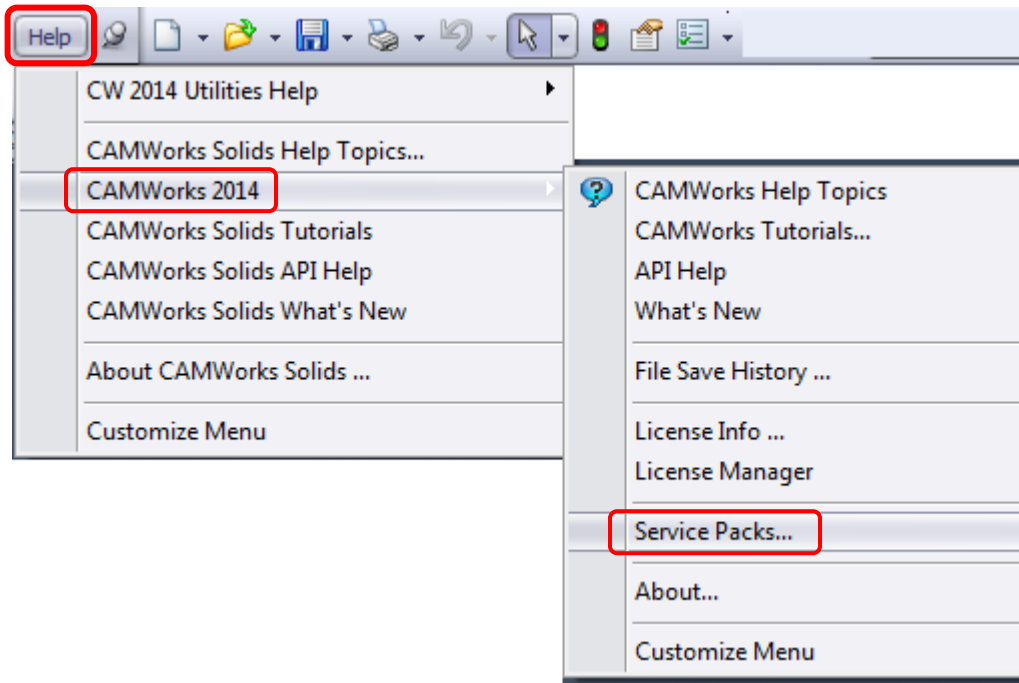 Help
CW 2014 Utilities Help
CAMWorks Solids Help Topics...
CAMWorks 2014
CAMWorks Solids Tutorials
CAMWorks Solids API Help
CAMWorks Solids What's New
About CAMWorks Solids ...
Customize Menu
CAMWorks Help Topics
CAMWorks Tutorials...
API Help
What's New
File Save History ...
License Info ...
License Manager
Service Packs...
About...
Customize Menu